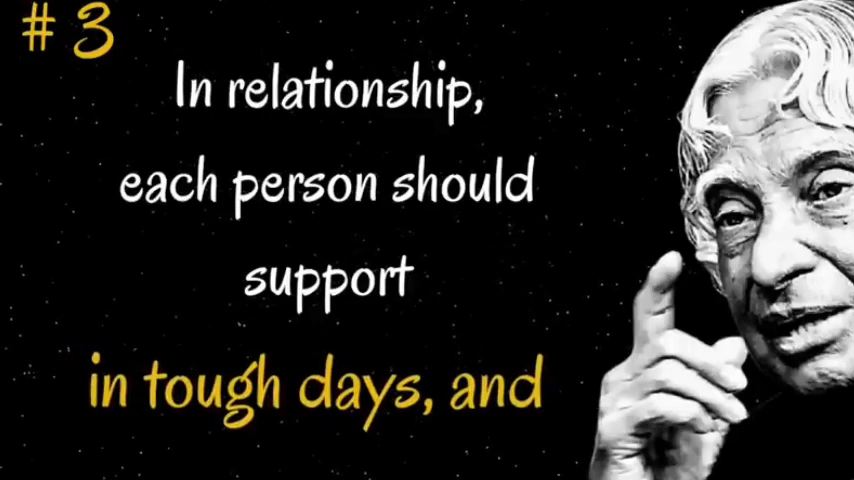 # 3
In relationship,
each person should
support
in tough days, and